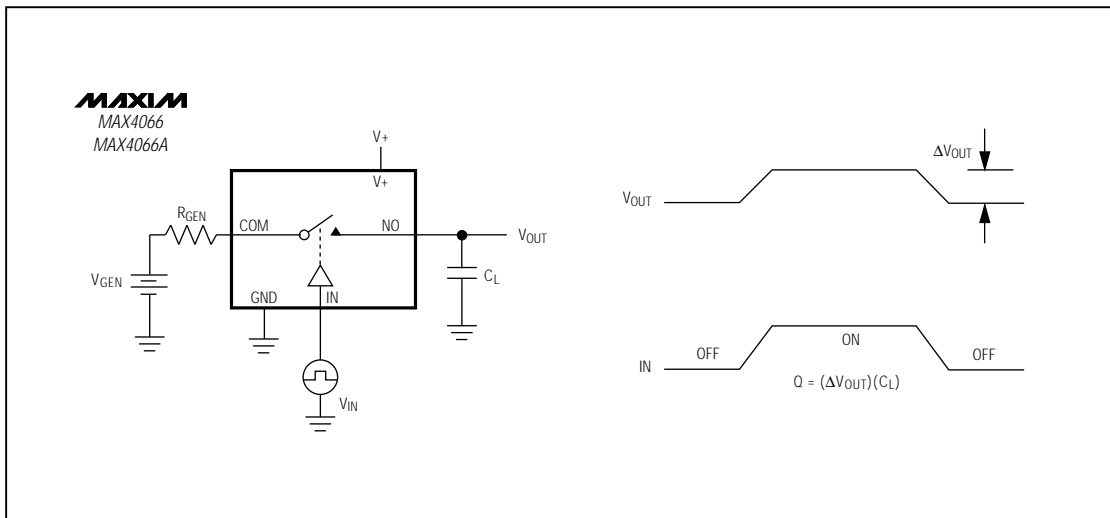 MAXIM
MAX4066
MAX4066A
V+
V+
RGEN
COM
NO
VOUT
VGEN
CL
GND
IN
VIN
ΔVOUT
VOUT
IN
OFF
ON
OFF
Q = (ΔVOUT)(CL)